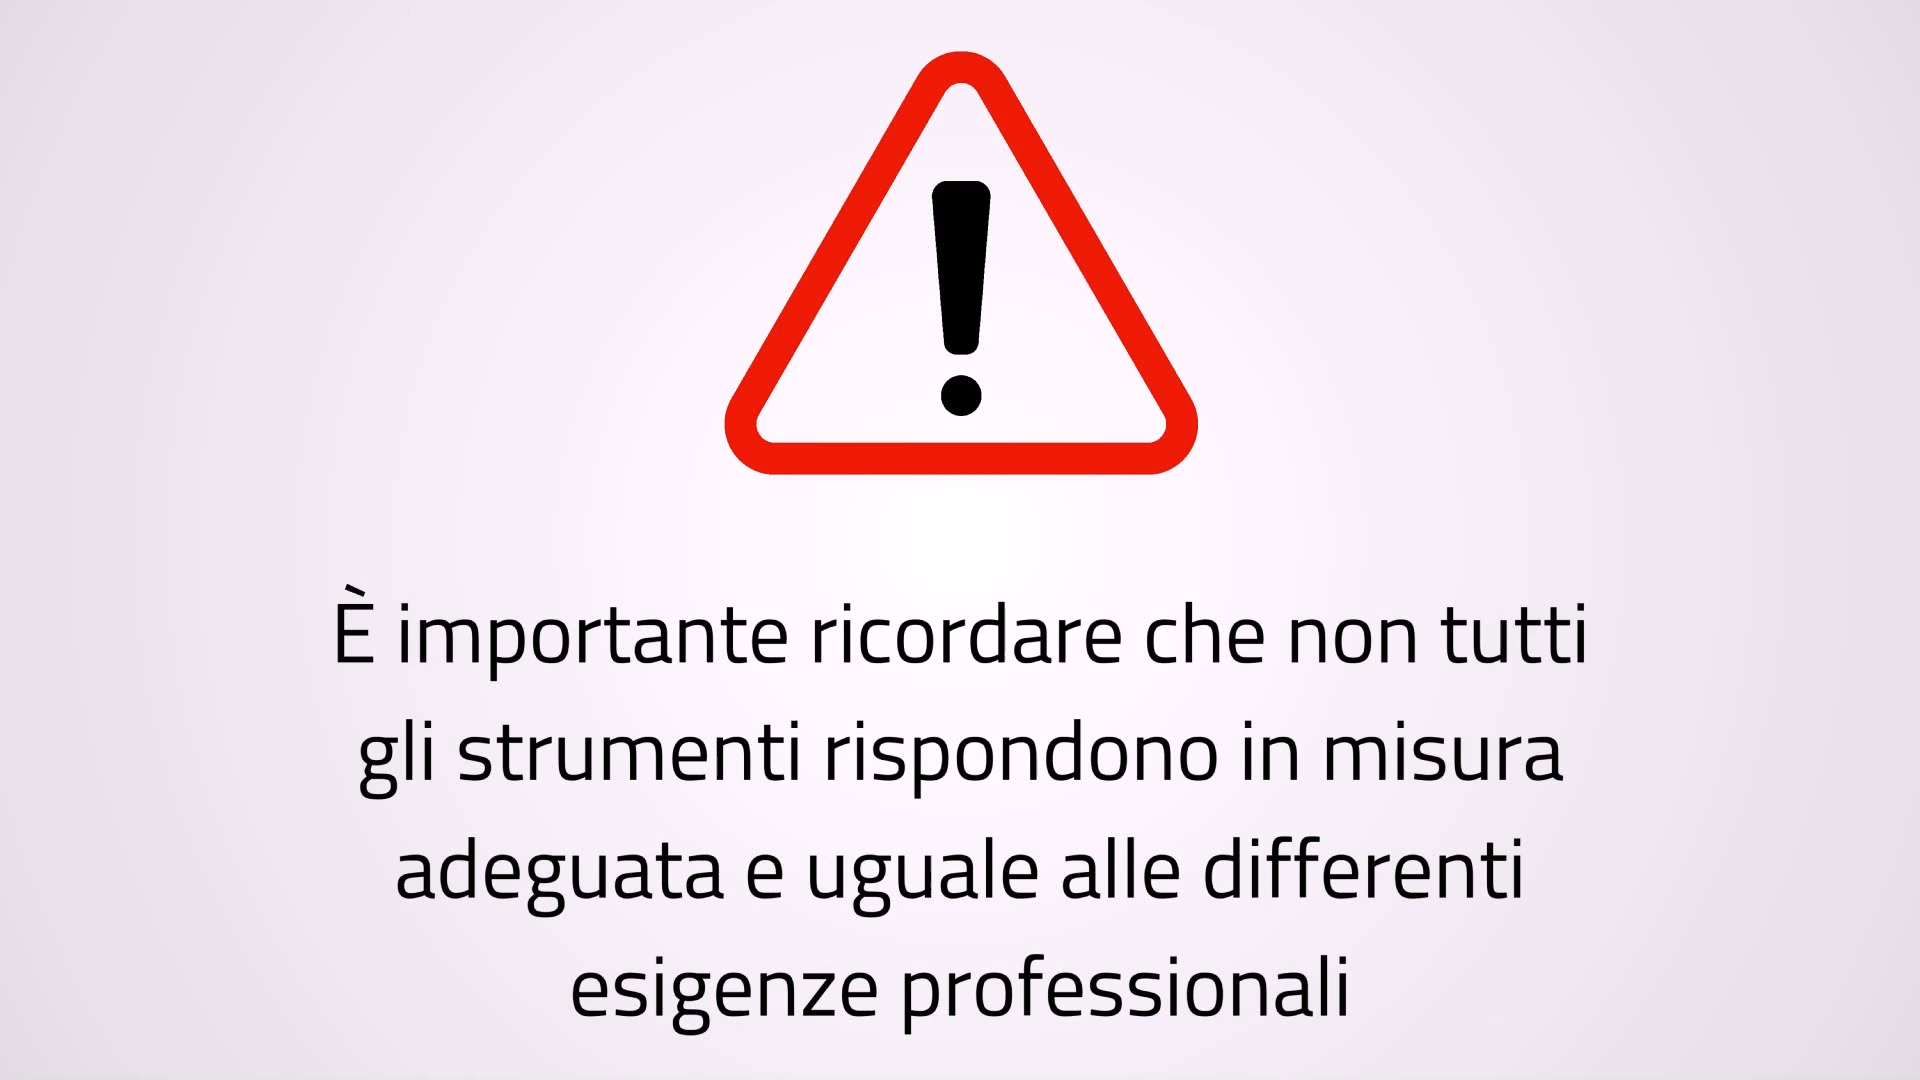 È importante ricordare che non tutti
gli strumenti rispondono in misura
adeguata e uguale alle differenti
esigenze professionali